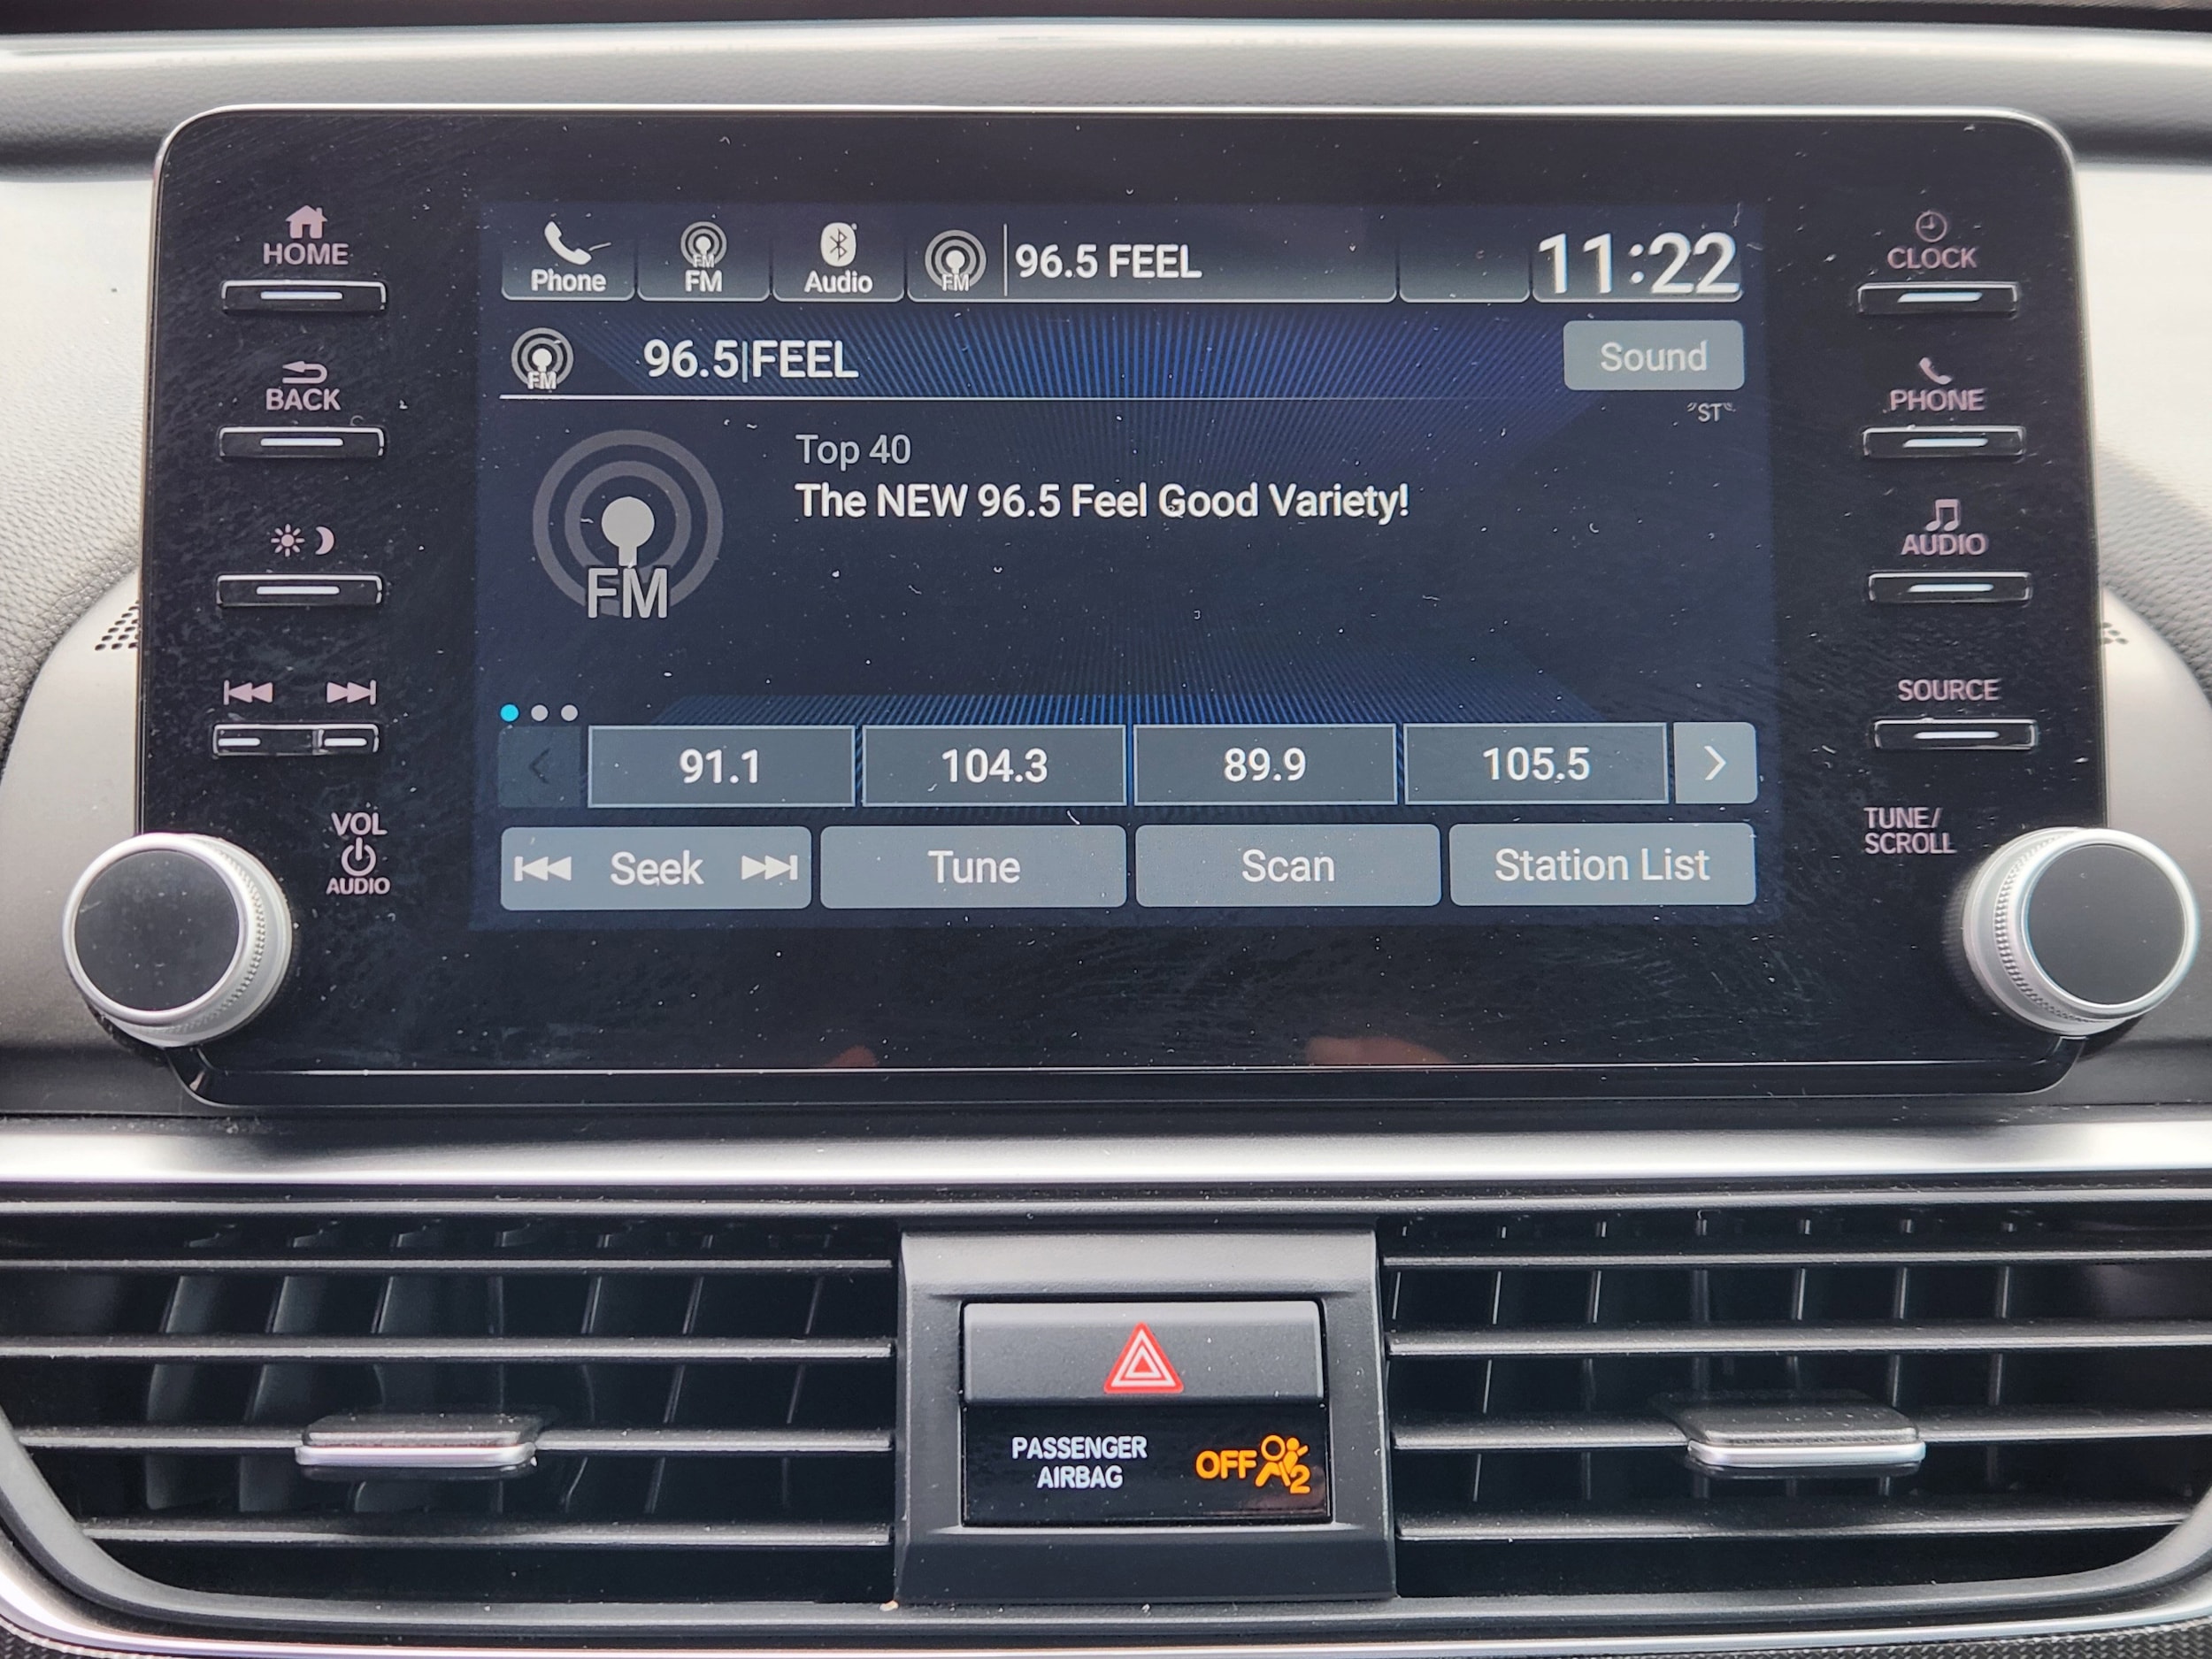 HOME
BACK
VOL
AUDIO
Phone
FM
FM
Audio
FM
96.5 FEEL
11:22
FM
96.5|FEEL
Sound
"ST"
FM
Top 40
The NEW 96.5 Feel Good Variety!
91.1
104.3
89.9
105.5
Seek
Tune
Scan
Station List
CLOCK
PHONE
AUDIO
SOURCE
TUNE/
SCROLL
PASSENGER
AIRBAG
OFF
2